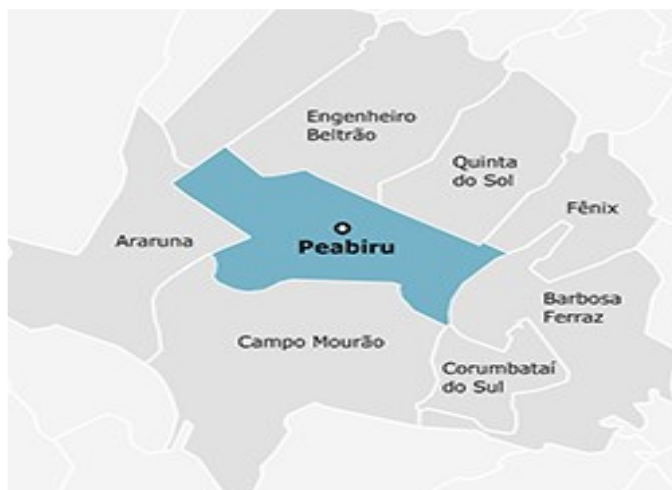 Engenheiro
Beltrão
Quinta
do Sol
Fênix
Araruna
Peabiru
Barbosa
Ferraz
Campo Mourão
Corumbataí
do Sul